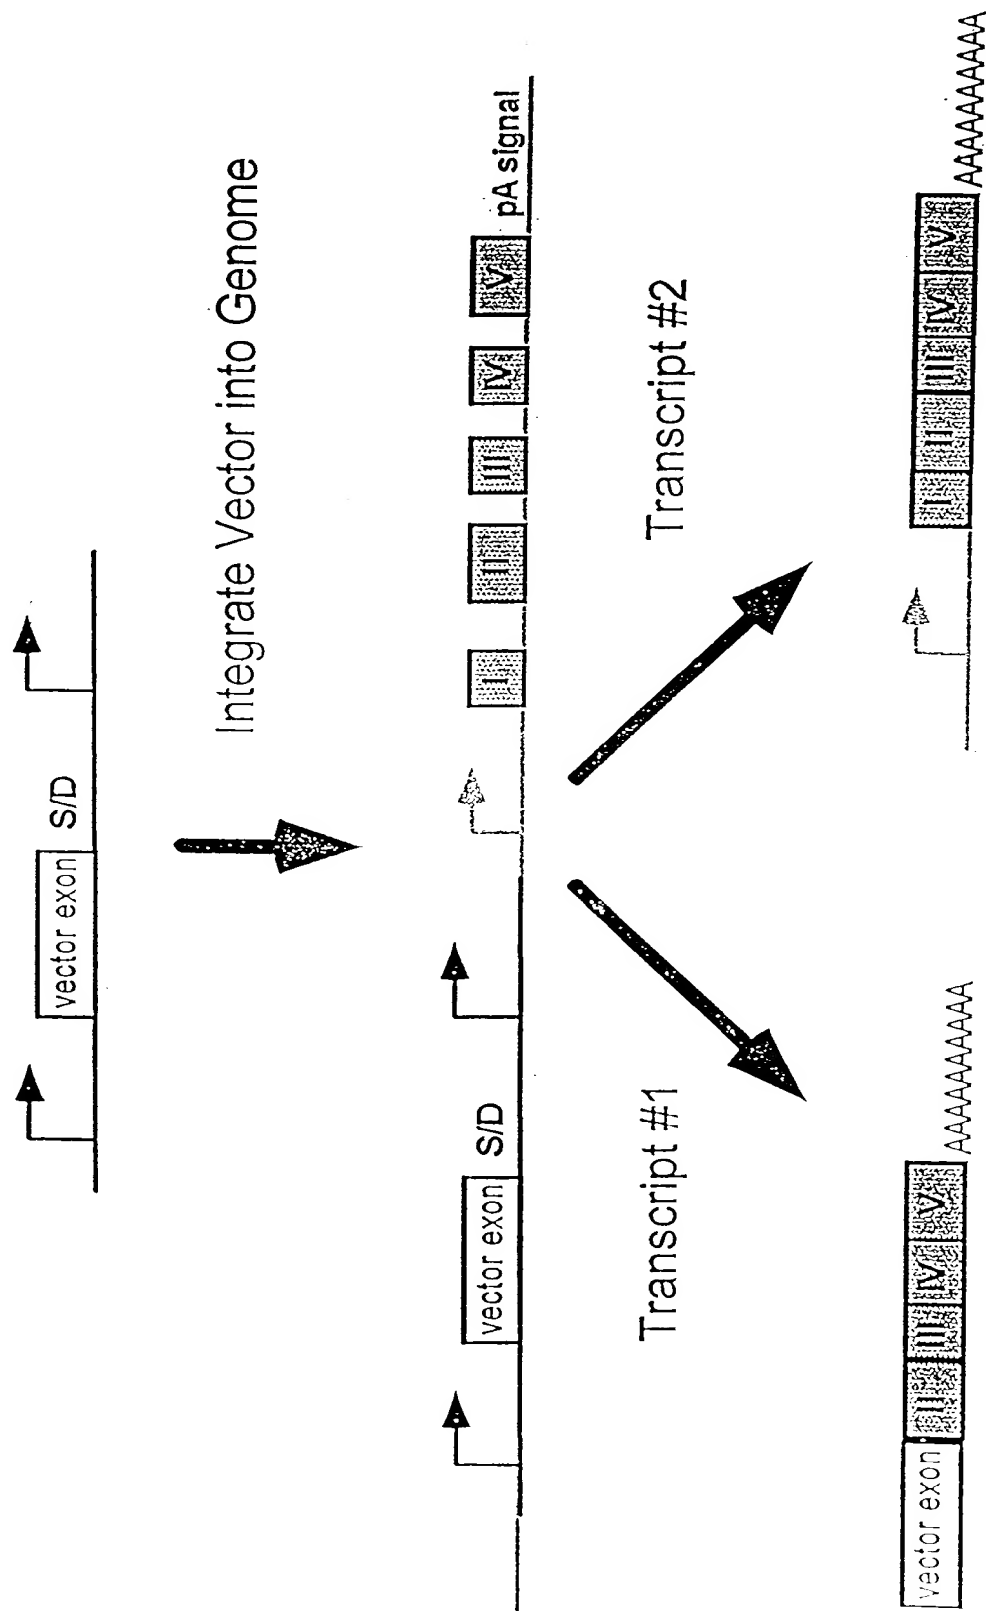 vector exon S/D
Integrate Vector into Genome
vector exon S/D I II III IV V pA signal
Transcript #1 Transcript #2
vector exon II III IV V AAAAAAAAAA
I II III IV V AAAAAAAAAA